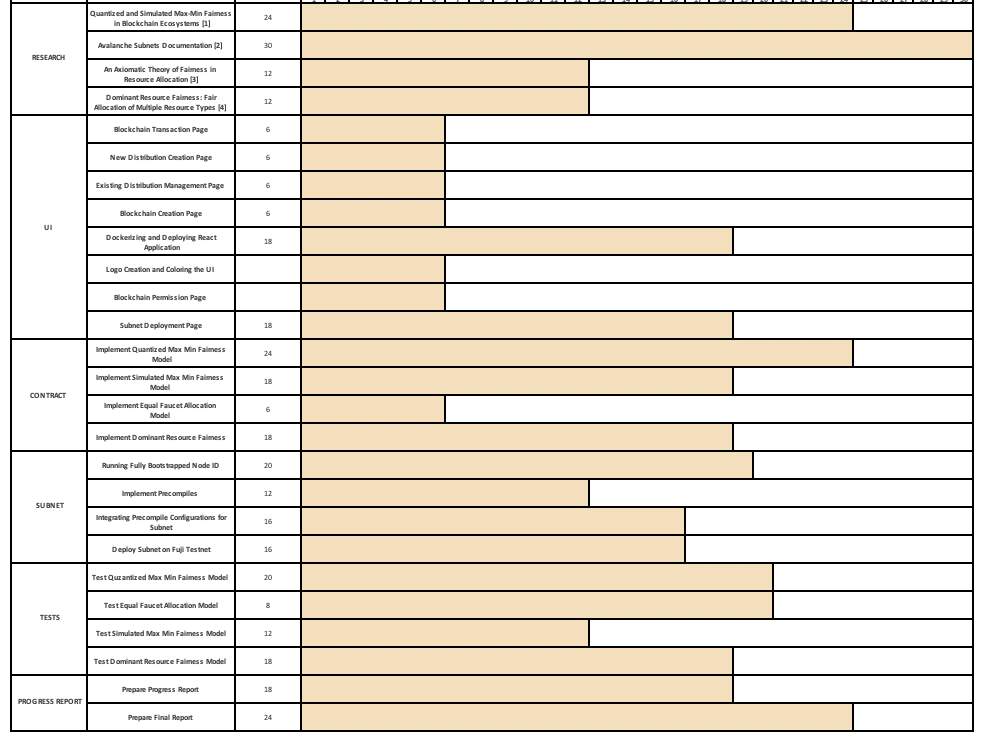 Quantized and Simulated Max-Min Fairness
in Blockchain Ecosystems [1]
24
RESEARCH
Avalanche Subnets Documentation [2]
30
An Axiomatic Theory of Fairness in
Resource Allocation [3]
12
Dominant Resource Fairness: Fair
Allocation of Multiple Resource Types [4]
12
UI
Blockchain Transaction Page
6
New Distribution Creation Page
6
Existing Distribution Management Page
6
Blockchain Creation Page
6
Dockerizing and Deploying React
Application
18
Logo Creation and Coloring the UI
Blockchain Permission Page
Subnet Deployment Page
18
CONTRACT
Implement Quantized Max Min Fairness
Model
24
Implement Simulated Max Min Fairness
Model
18
Implement Equal Faucet Allocation
Model
6
Implement Dominant Resource Fairness
18
SUBNET
Running Fully Bootstrapped Node ID
20
Implement Precompiles
12
Integrating Precompile Configurations for
Subnet
16
Deploy Subnet on Fuji Testnet
16
TESTS
Test Quzantized Max Min Fairness Model
20
Test Equal Faucet Allocation Model
8
Test Simulated Max Min Fairness Model
12
Test Dominant Resource Fairness Model
18
PROGRESS REPORT
Prepare Progress Report
18
Prepare Final Report
24